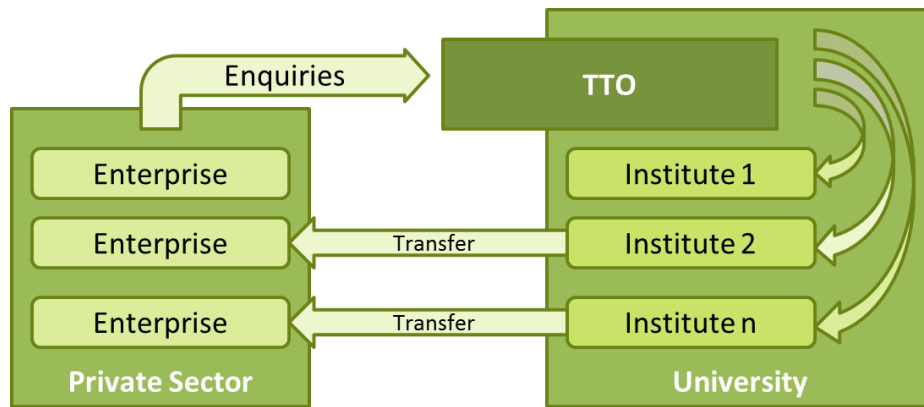 Enquiries
TTO
Enterprise
Institute 1
Enterprise
Transfer
Institute 2
Enterprise
Transfer
Institute n
Private Sector
University